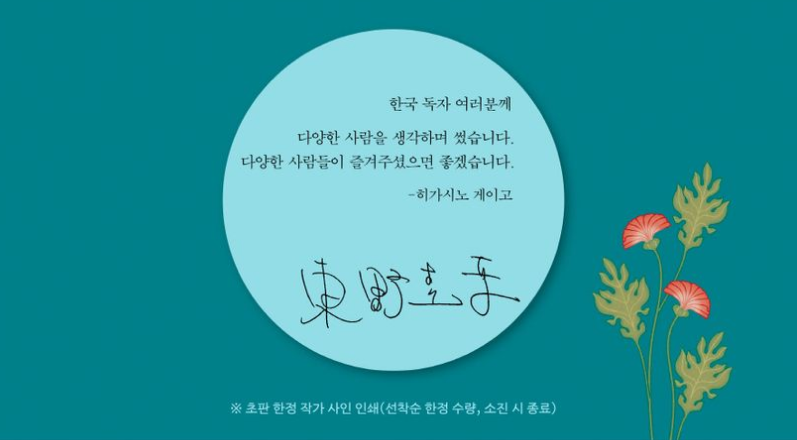 한국 독자 여러분께
다양한 사람을 생각하며 썼습니다.
다양한 사람들이 즐겨주셨으면 좋겠습니다.
-히가시노 게이고
東野圭吾
※ 초판 한정 작가 사인 인쇄(선착순 한정 수량, 소진 시 종료)